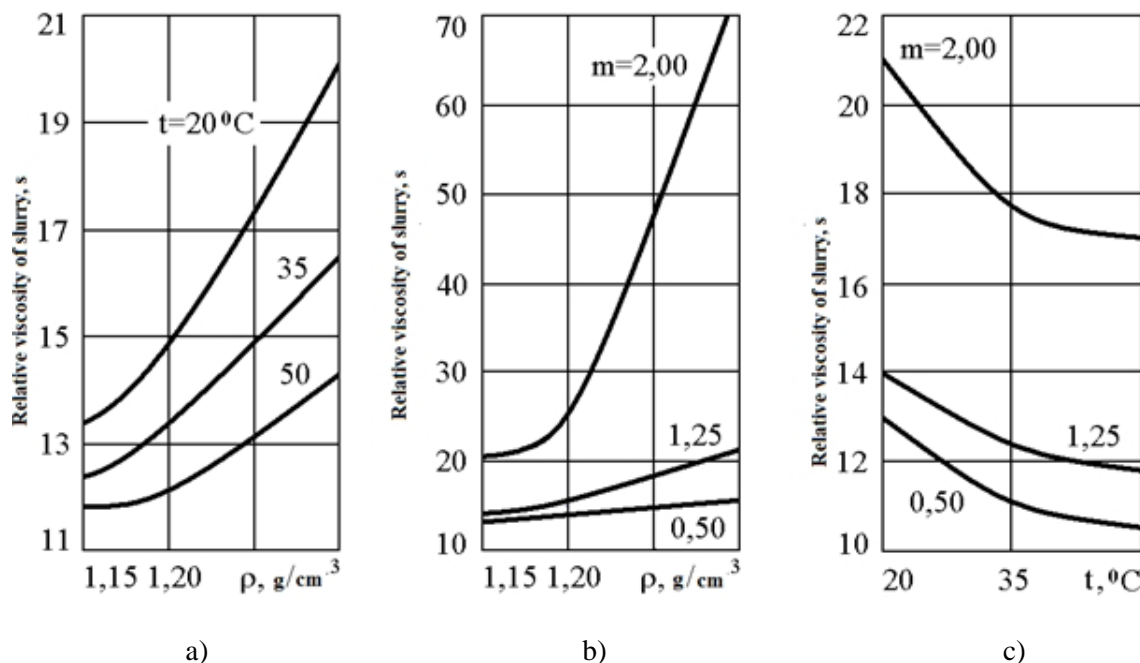 Relative viscosity of slurry, s
21
19
17
15
13
11
t=20 ⁰C
35
50
1,15 1,20 ρ, g/cm.³
a)
Relative viscosity of slurry, s
70
60
50
40
30
20
10
m=2,00
1,25
0,50
1,15 1,20 ρ, g/cm.³
b)
Relative viscosity of slurry, s
22
20
18
16
14
12
10
m=2,00
1,25
0,50
20 35 t,⁰C
c)